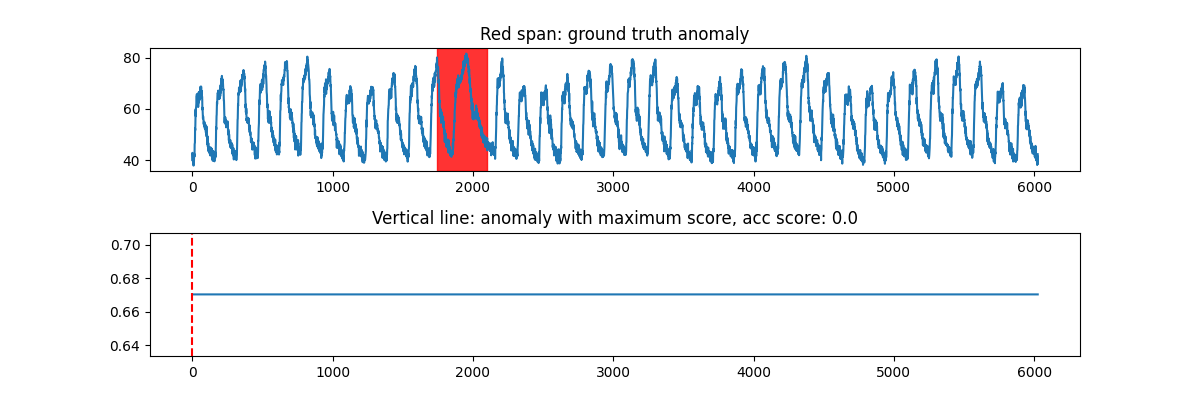 Red span: ground truth anomaly
80
60
40
0 1000 2000 3000 4000 5000 6000
Vertical line: anomaly with maximum score, acc score: 0.0
0.70
0.68
0.66
0.64
0 1000 2000 3000 4000 5000 6000